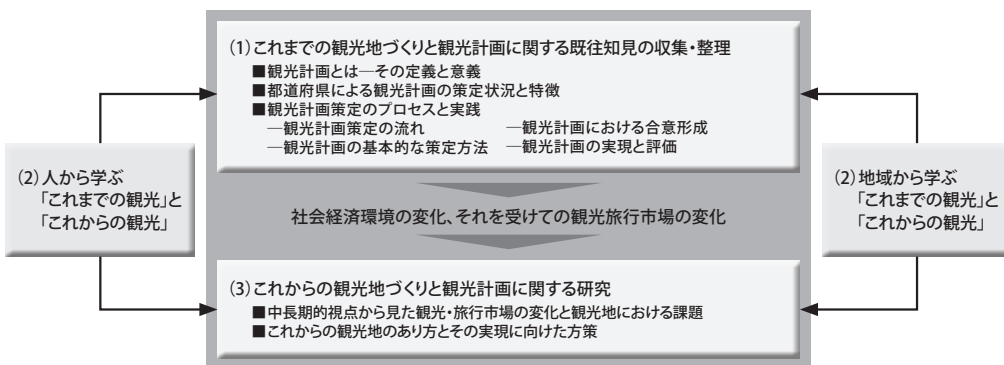 (1)これまでの観光地づくりと観光計画に関する既往知見の収集・整理
■観光計画とは―その定義と意義
■都道府県による観光計画の策定状況と特徴
■観光計画策定のプロセスと実践
―観光計画策定の流れ ―観光計画における合意形成
―観光計画の基本的な策定方法 ―観光計画の実現と評価
(2)人から学ぶ
「これまでの観光」と
「これからの観光」
社会経済環境の変化、それを受けての観光旅行市場の変化
(2)地域から学ぶ
「これまでの観光」と
「これからの観光」
(3)これからの観光地づくりと観光計画に関する研究
■中長期的視点から見た観光・旅行市場の変化と観光地における課題
■これからの観光地のあり方とその実現に向けた方策